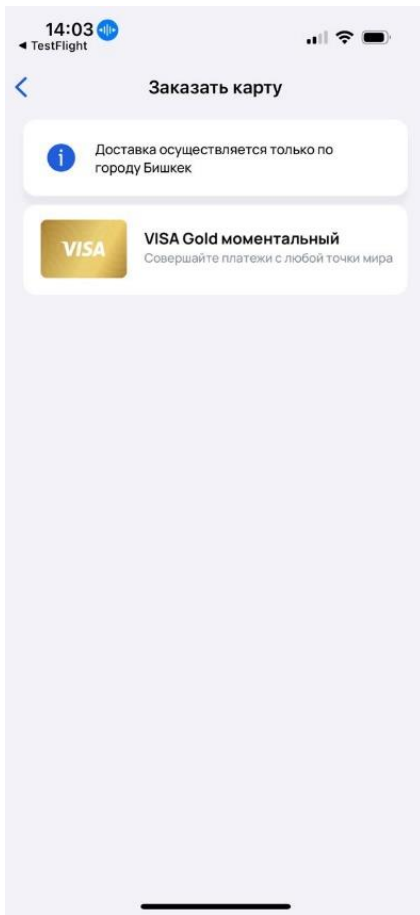 14:03
◀ TestFlight
Заказать карту
Доставка осуществляется только по
городу Бишкек
VISA
VISA Gold моментальный
Совершайте платежи с любой точки мира